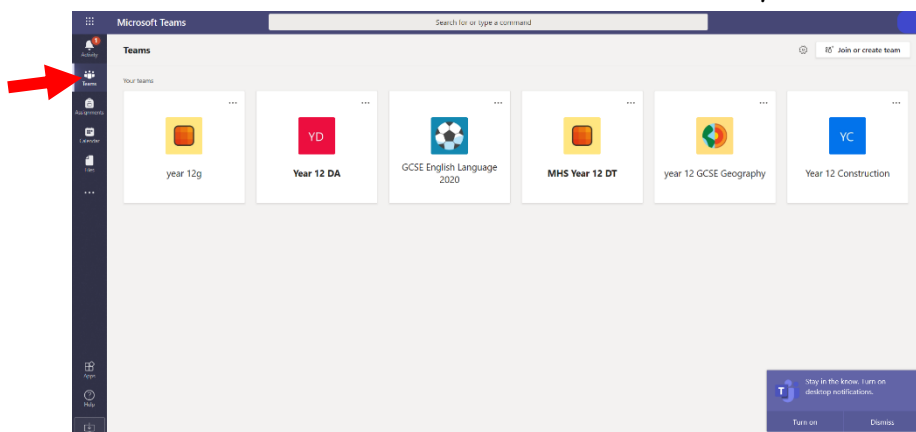 Microsoft Teams
Search for or type a command
1
Activity
Teams
Assignments
Calendar
Files
...
Teams
Join or create team
Your teams
...
year 12g
...
YD
Year 12 DA
...
GCSE English Language
2020
...
MHS Year 12 DT
...
year 12 GCSE Geography
...
YC
Year 12 Construction
Apps
?
Help
T
Stay in the know. Turn on
desktop notifications.
Turn on
Dismiss